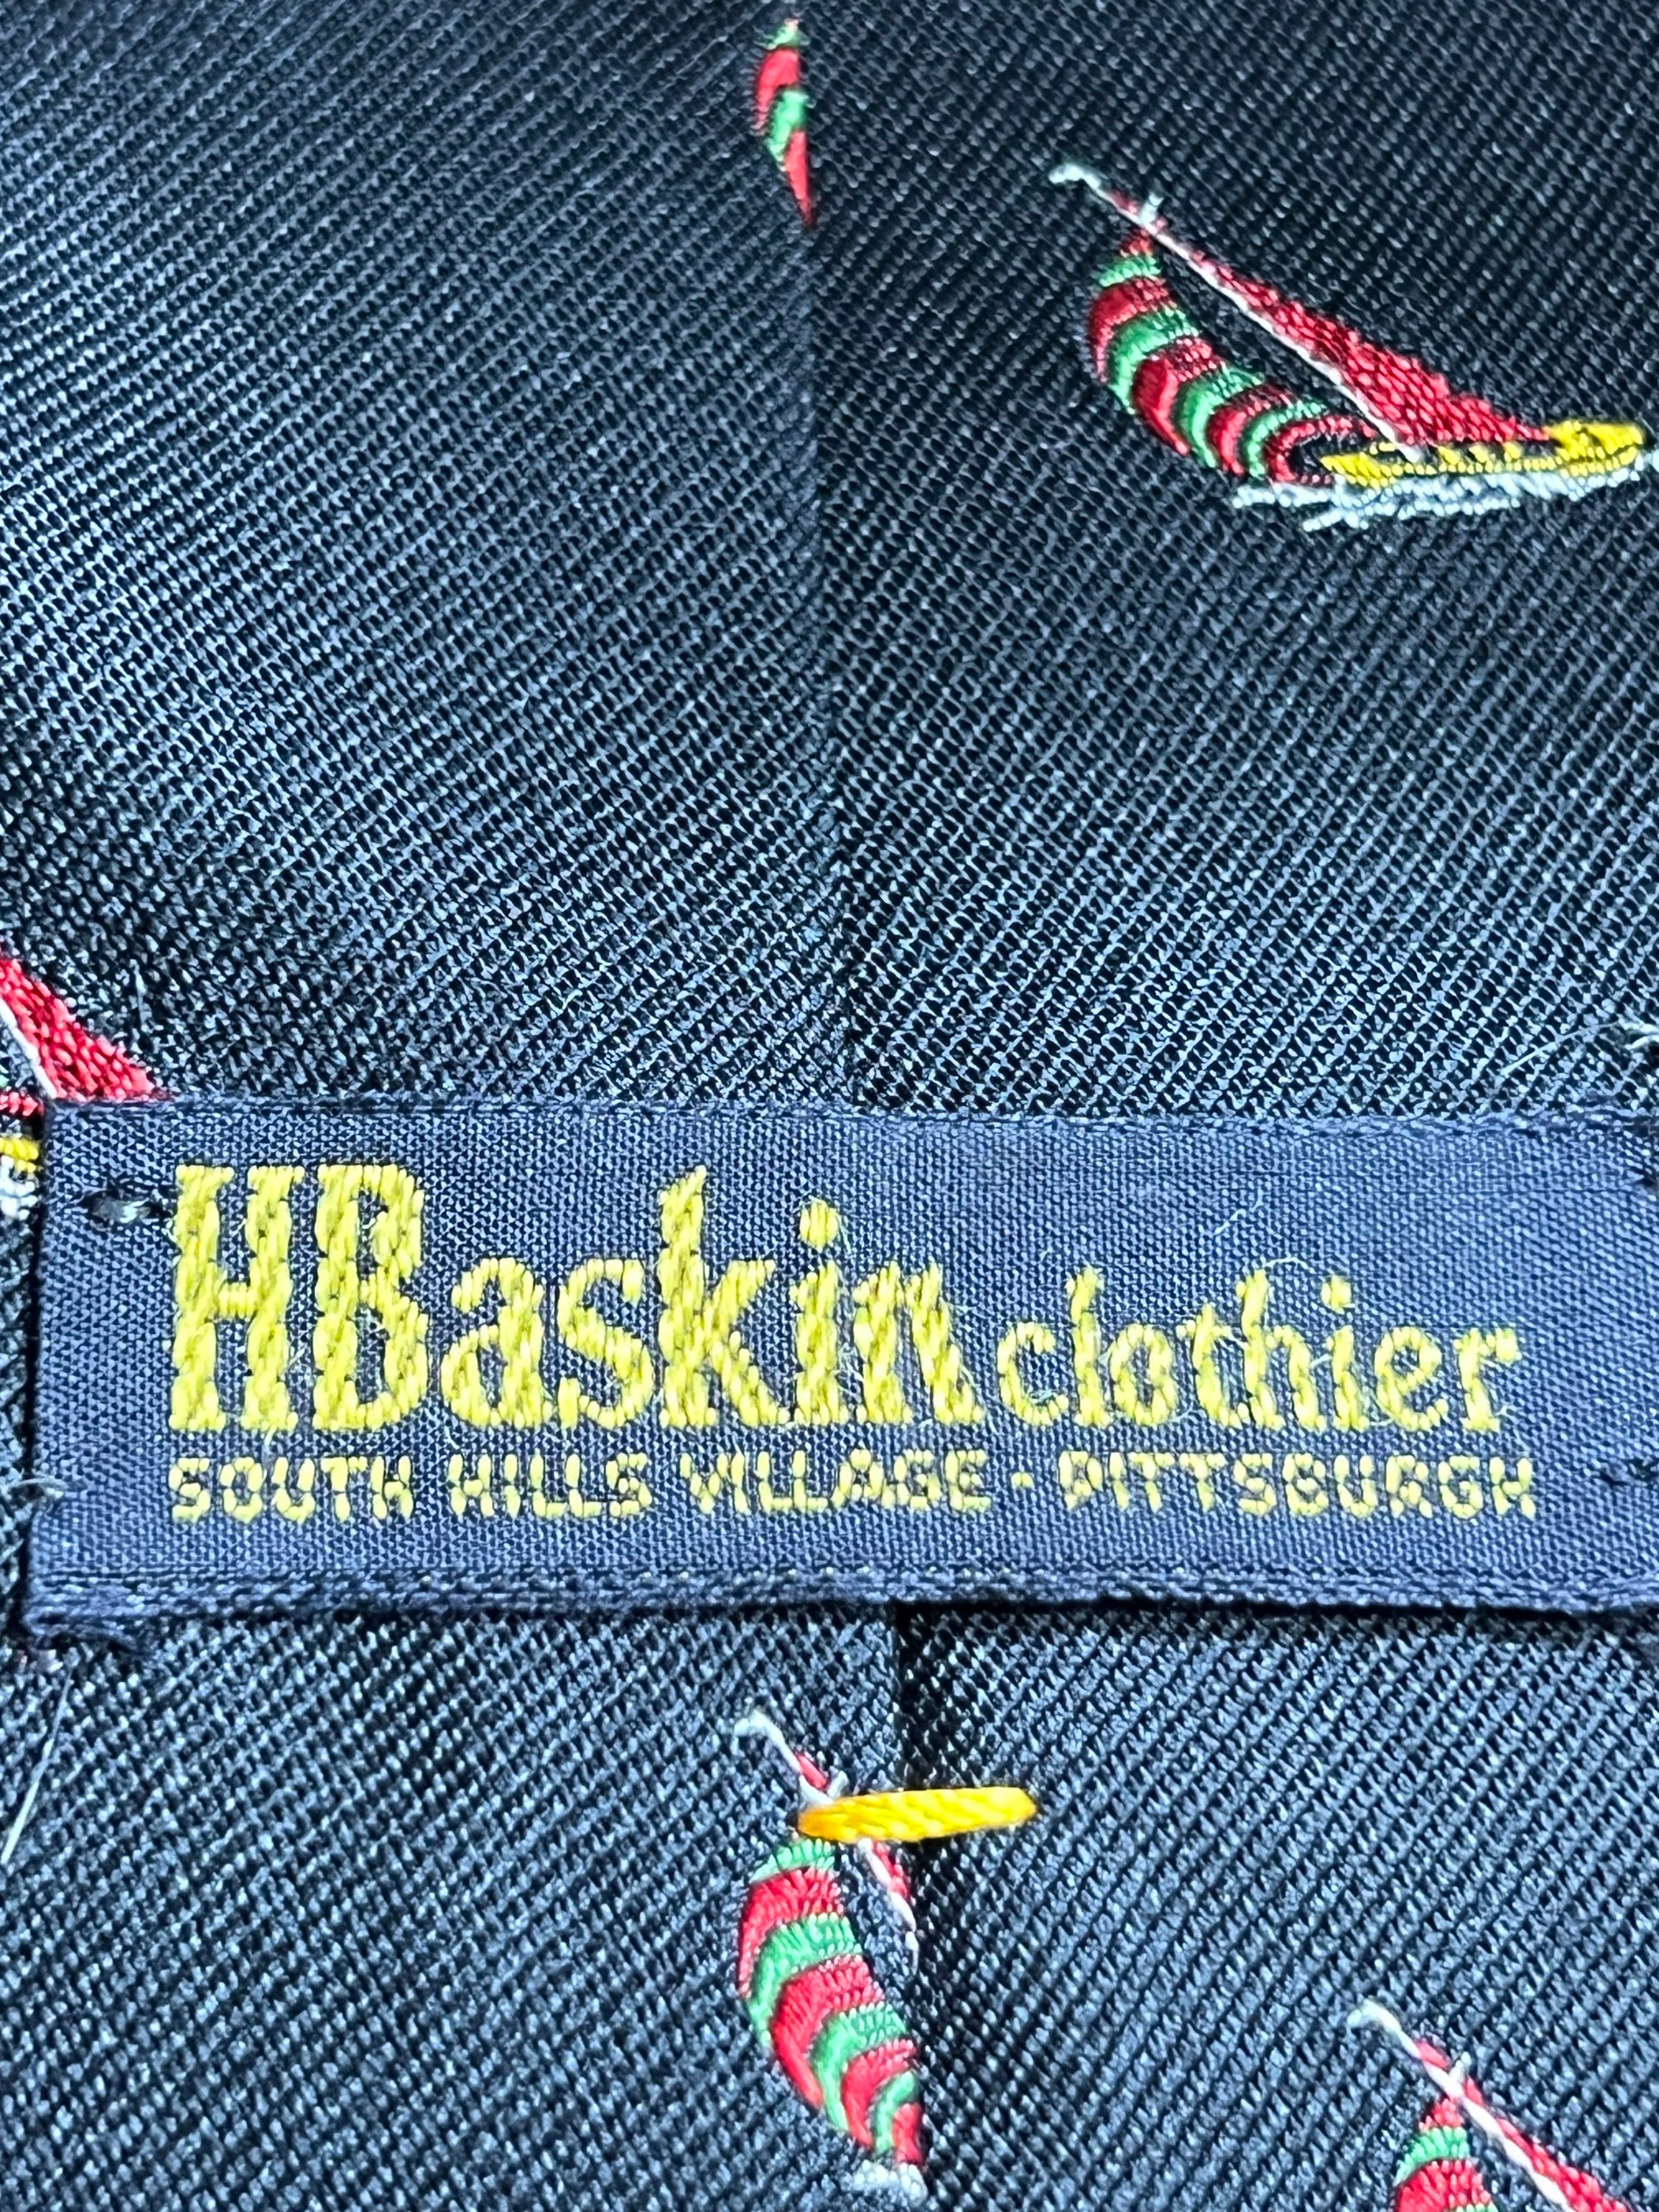 HBaskin clothier
SOUTH HILLS VILLAGE · PITTSBURGH